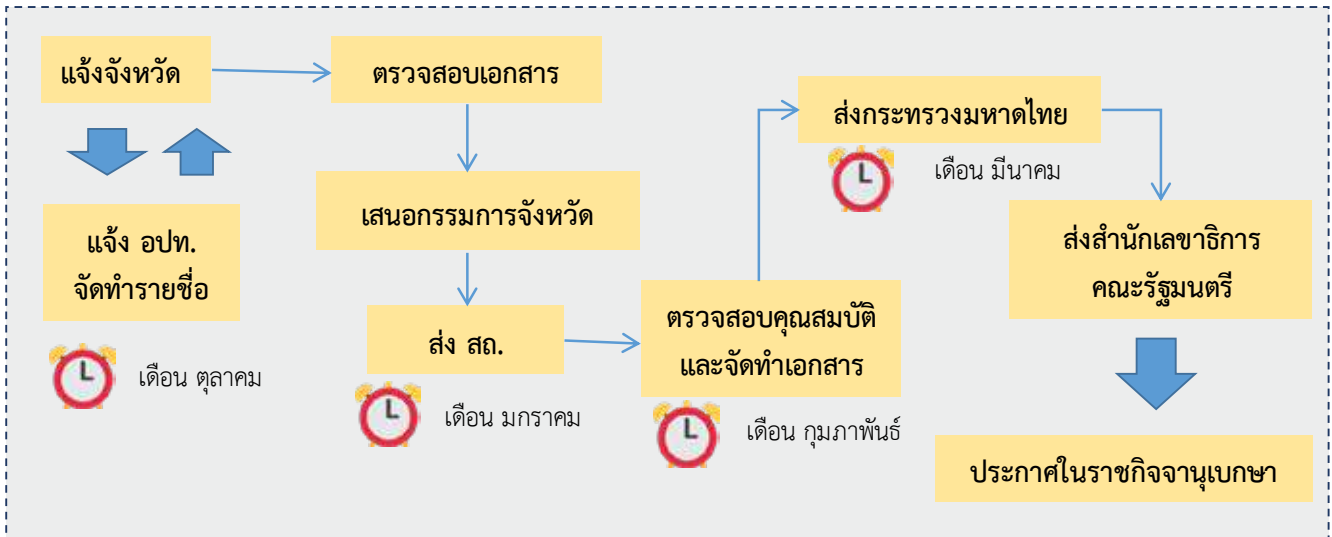 แจ้งจังหวัด
ตรวจสอบเอกสาร
ส่งกระทรวงมหาดไทย
เดือน มีนาคม
เสนอกรรมการจังหวัด
แจ้ง อปท.
จัดทำรายชื่อ
เดือน ตุลาคม
ส่ง สถ.
เดือน มกราคม
ตรวจสอบคุณสมบัติ
และจัดทำเอกสาร
เดือน กุมภาพันธ์
ส่งสำนักเลขาธิการ
คณะรัฐมนตรี
ประกาศในราชกิจจานุเบกษา